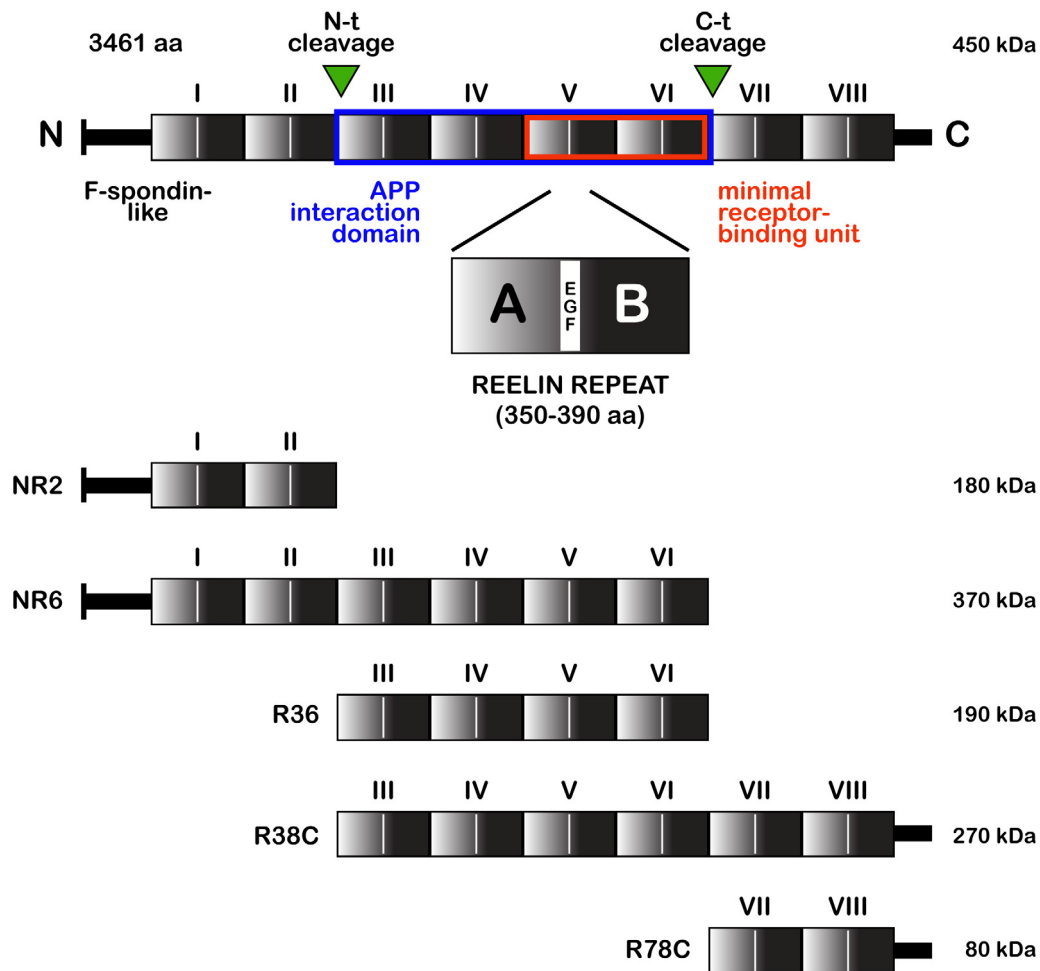 3461 aa
N-t
cleavage
C-t
cleavage
450 kDa
I II III IV V VI VII VIII
N
C
F-spondin-
like
APP
interaction
domain
minimal
receptor-
binding unit
A
EGF
B
REELIN REPEAT
(350-390 aa)
I II
NR2
180 kDa
I II III IV V VI
NR6
370 kDa
III IV V VI
R36
190 kDa
III IV V VI VII VIII
R38C
270 kDa
VII VIII
R78C
80 kDa